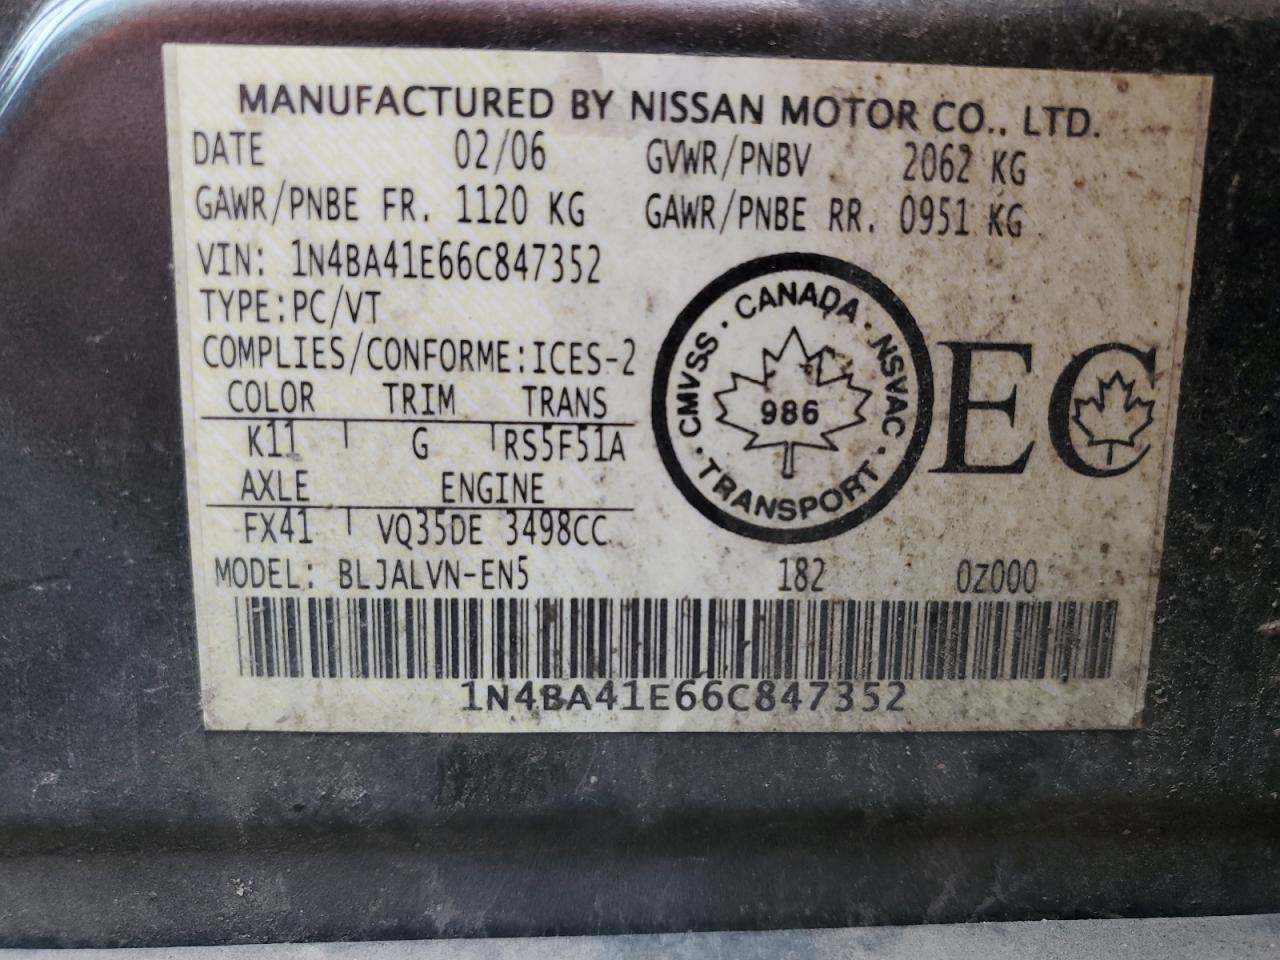 MANUFACTURED BY NISSAN MOTOR CO., LTD.
DATE 02/06 GVWR/PNBV 2062 KG
GAWR/PNBE FR. 1120 KG GAWR/PNBE RR. 0951 KG
VIN: 1N4BA41E66C847352
TYPE:PC/VT
COMPLIES/CONFORME:ICES-2
COLOR TRIM TRANS
K11 G RS5F51A
AXLE ENGINE
FX41 VQ35DE 3498CC
CMVSS · CANADA · NSVAC · TRANSPORT ·
986
EC
MODEL: BLJALVN-EN5 182 0Z000
1N4BA41E66C847352